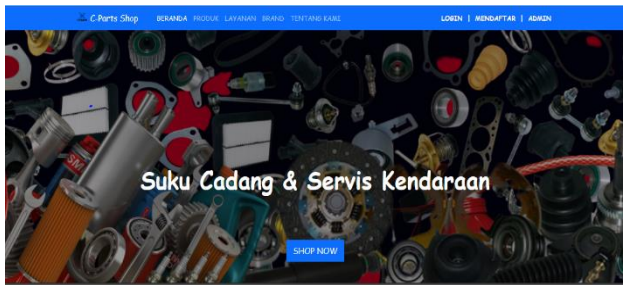 C-Parts Shop BERANDA PRODUK LAYANAN BRAND TENTANG KAMI LOGIN | MENDAFTAR | ADMIN
Suku Cadang & Servis Kendaraan
SHOP NOW